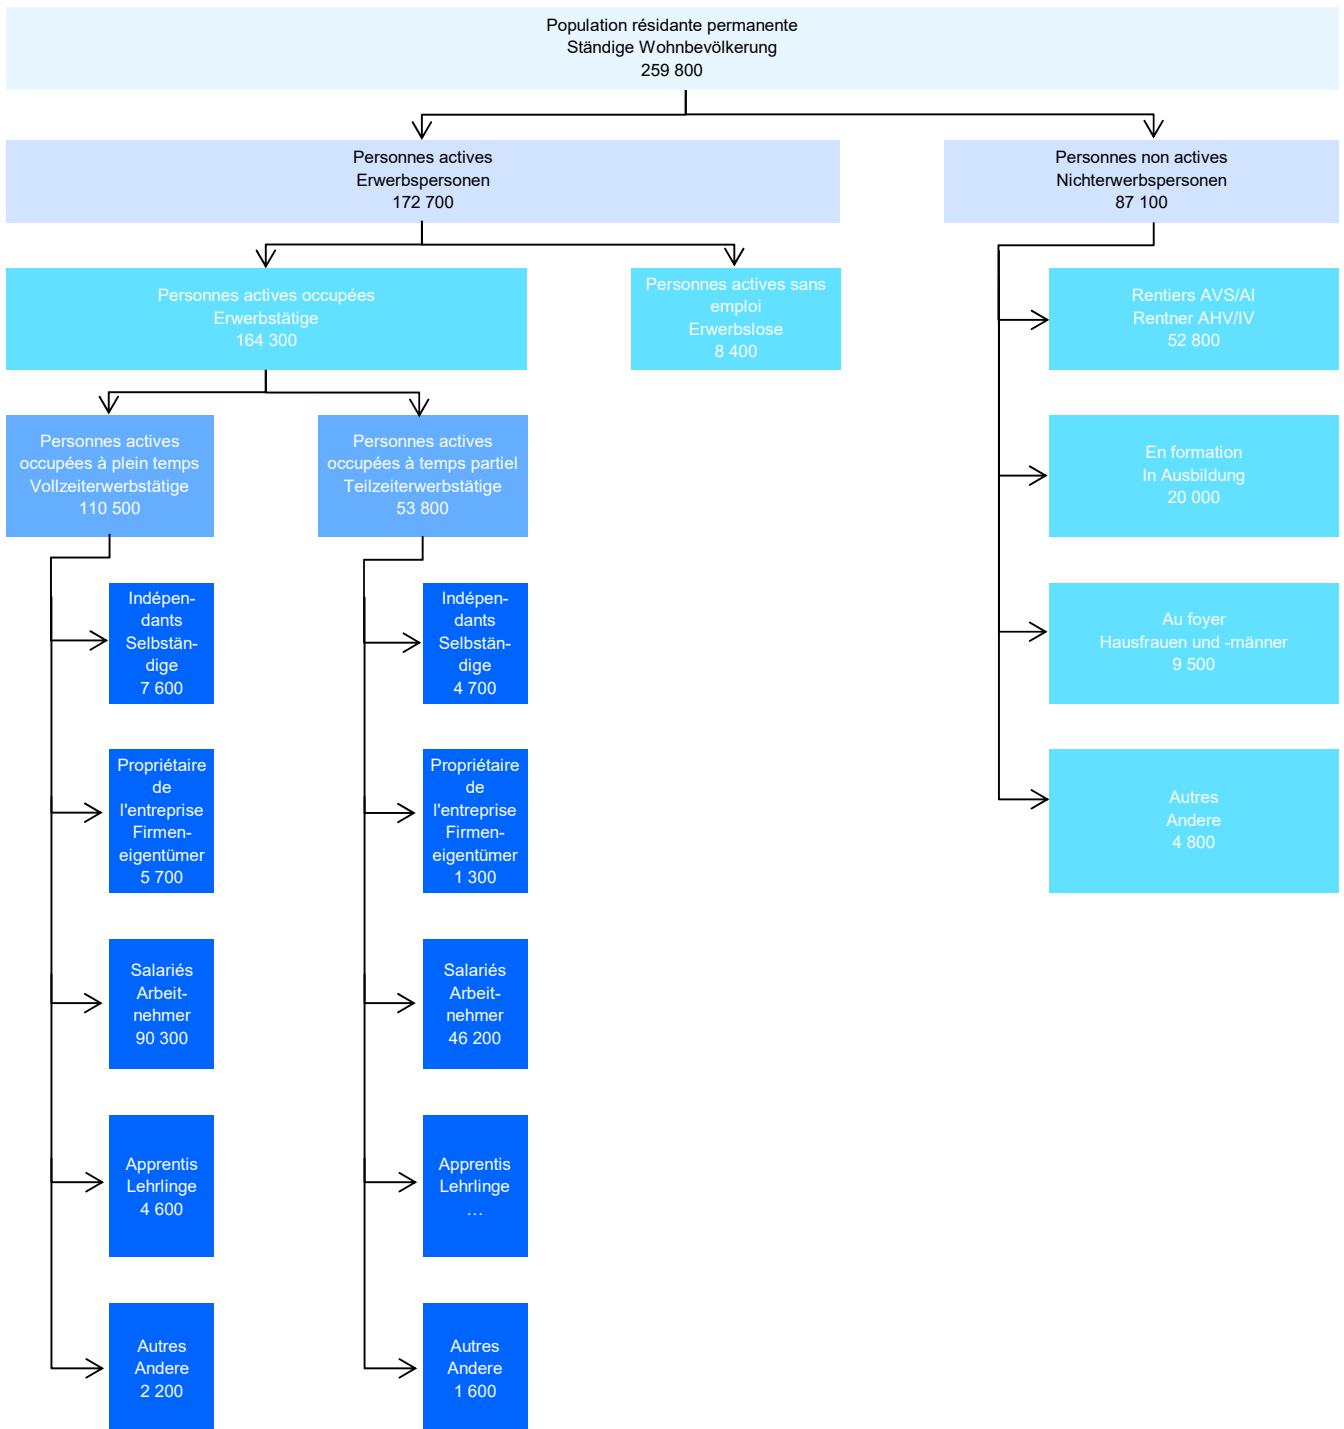 Population résidante permanente
Ständige Wohnbevölkerung
259 800
Personnes actives
Erwerbspersonen
172 700
Personnes non actives
Nichterwerbspersonen
87 100
Personnes actives occupées
Erwerbstätige
164 300
Personnes actives sans
emploi
Erwerbslose
8 400
Rentiers AVS/AI
Rentner AHV/IV
52 800
Personnes actives
occupées à plein temps
Vollzeiterwerbstätige
110 500
Personnes actives
occupées à temps partiel
Teilzeiterwerbstätige
53 800
En formation
In Ausbildung
20 000
Indépen-
dants
Selbstän-
dige
7 600
Indépen-
dants
Selbstän-
dige
4 700
Au foyer
Hausfrauen und -männer
9 500
Propriétaire
de
l'entreprise
Firmen-
eigentümer
5 700
Propriétaire
de
l'entreprise
Firmen-
eigentümer
1 300
Autres
Andere
4 800
Salariés
Arbeit-
nehmer
90 300
Salariés
Arbeit-
nehmer
46 200
Apprentis
Lehrlinge
4 600
Apprentis
Lehrlinge
…
Autres
Andere
2 200
Autres
Andere
1 600